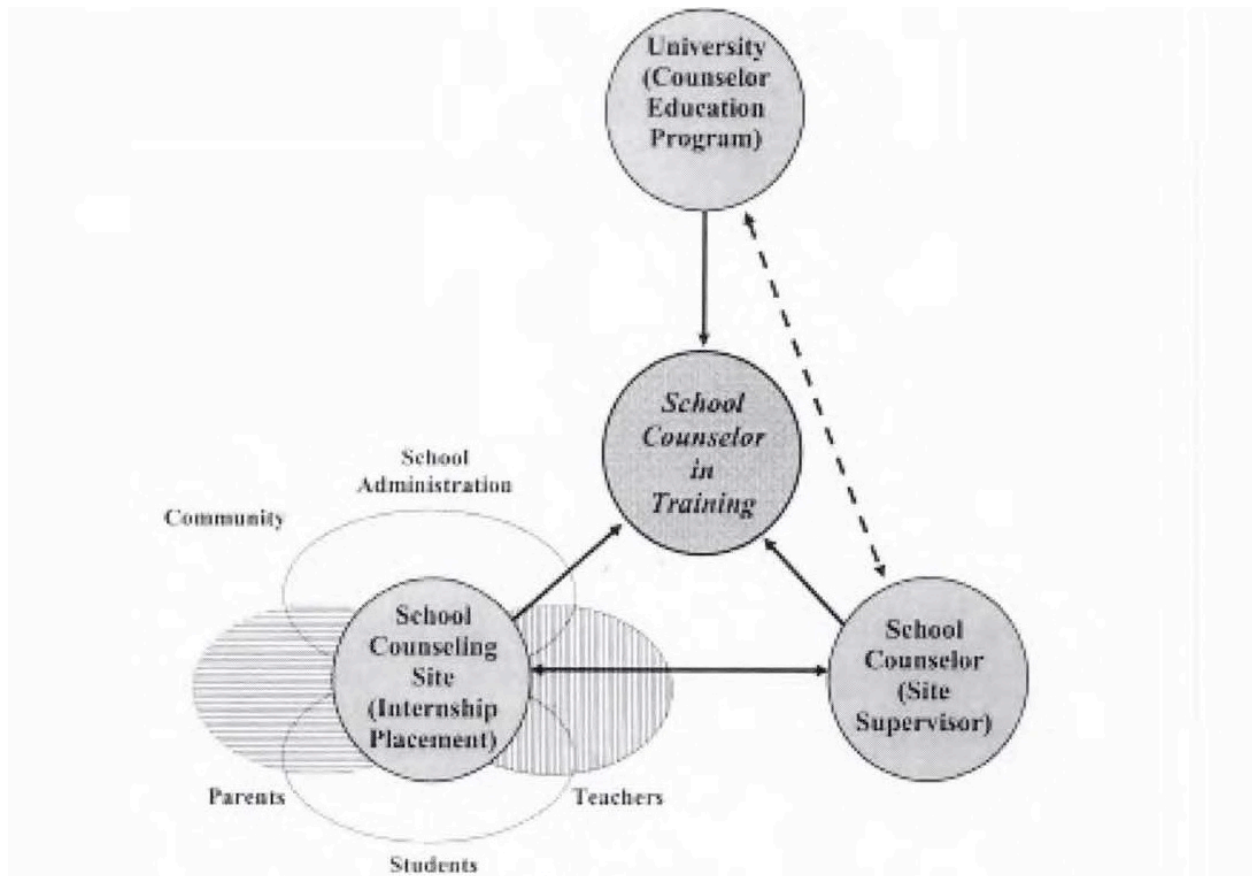 University
(Counselor
Education
Program)
School
Counselor
in
Training
School
Administration
Community
School
Counseling
Site
(Internship
Placement)
School
Counselor
(Site
Supervisor)
Parents
Teachers
Students